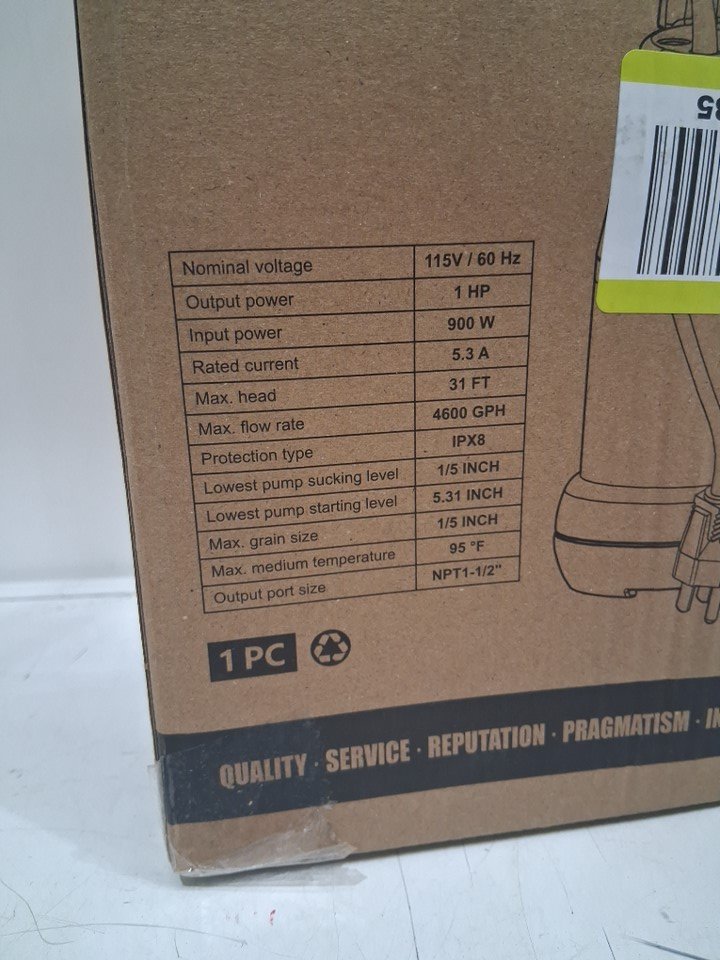 Nominal voltage 115V / 60 Hz
Output power 1 HP
Input power 900 W
Rated current 5.3 A
Max. head 31 FT
Max. flow rate 4600 GPH
Protection type IPX8
Lowest pump sucking level 1/5 INCH
Lowest pump starting level 5.31 INCH
Max. grain size 1/5 INCH
Max. medium temperature 95 °F
Output port size NPT1-1/2"
1 PC
QUALITY · SERVICE · REPUTATION · PRAGMATISM ·